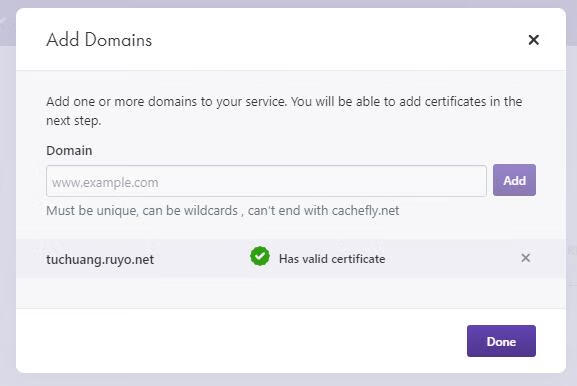 Add Domains
Add one or more domains to your service. You will be able to add certificates in the
next step.
Domain
www.example.com
Add
Must be unique, can be wildcards , can't end with cachefly.net
tuchuang.ruyo.net
Has valid certificate
Done